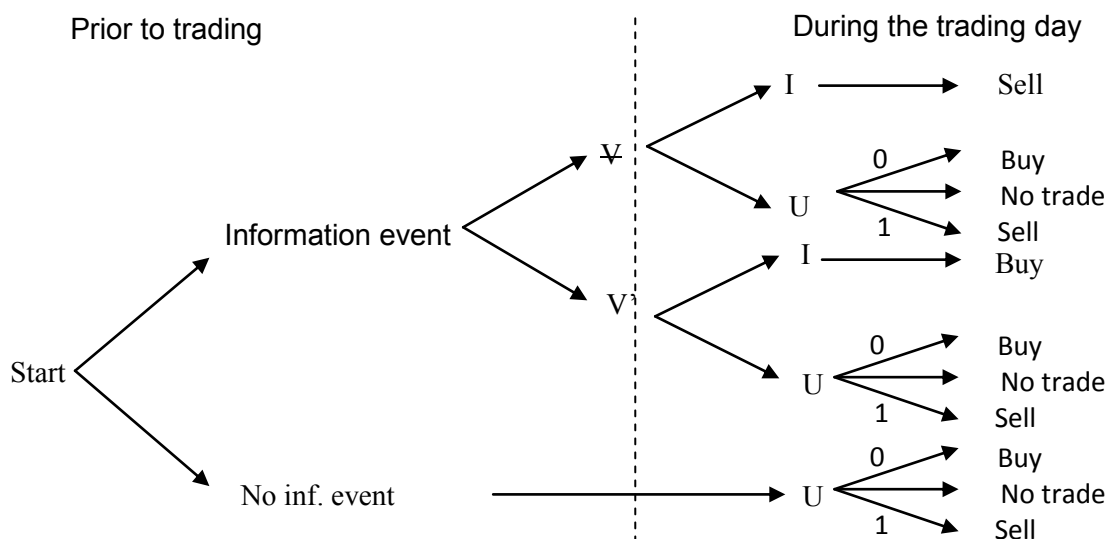 Prior to trading
During the trading day
I
Sell
V
0
Buy
U
No trade
1
Sell
Information event
I
Buy
V’
0
Buy
Start
U
No trade
1
Sell
0
Buy
No inf. event
U
No trade
1
Sell